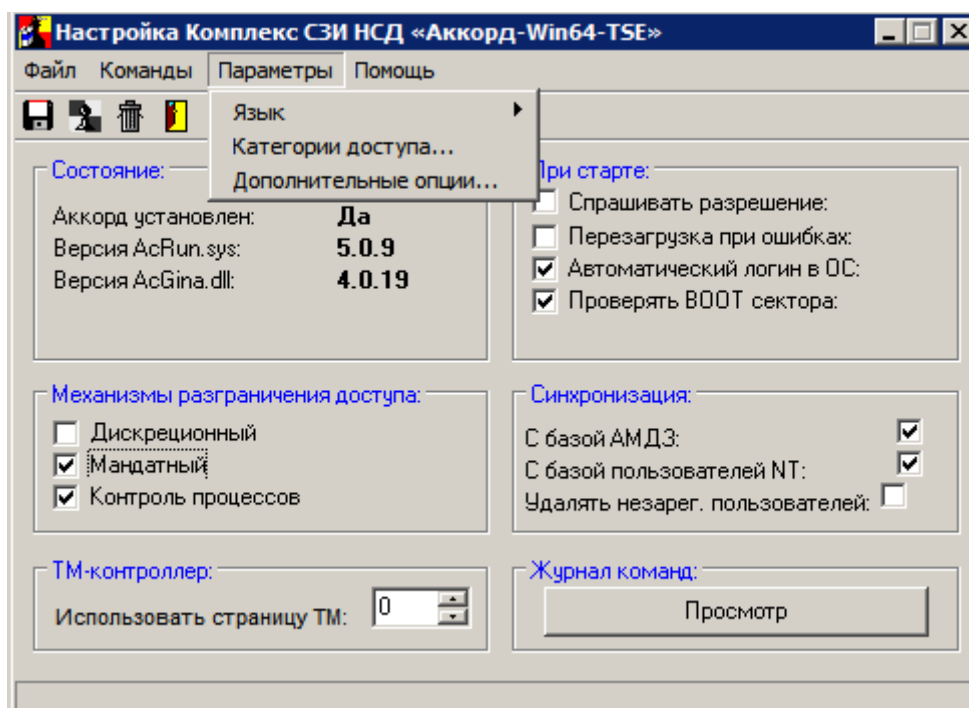 Настройка Комплекс СЗИ НСД «Аккорд-Win64-TSE»
Файл Команды Параметры Помощь
Язык
Категории доступа...
Дополнительные опции...
Состояние:
Аккорд установлен: Да
Версия AcRun.sys: 5.0.9
Версия AcGina.dll: 4.0.19
При старте:
Спрашивать разрешение:
Перезагрузка при ошибках:
Автоматический логин в ОС:
Проверять BOOT сектора:
Механизмы разграничения доступа:
Дискреционный
Мандатный
Контроль процессов
Синхронизация:
С базой АМДЗ:
С базой пользователей NT:
Удалять незарег. пользователей:
ТМ-контроллер:
Использовать страницу ТМ: 0
Журнал команд:
Просмотр